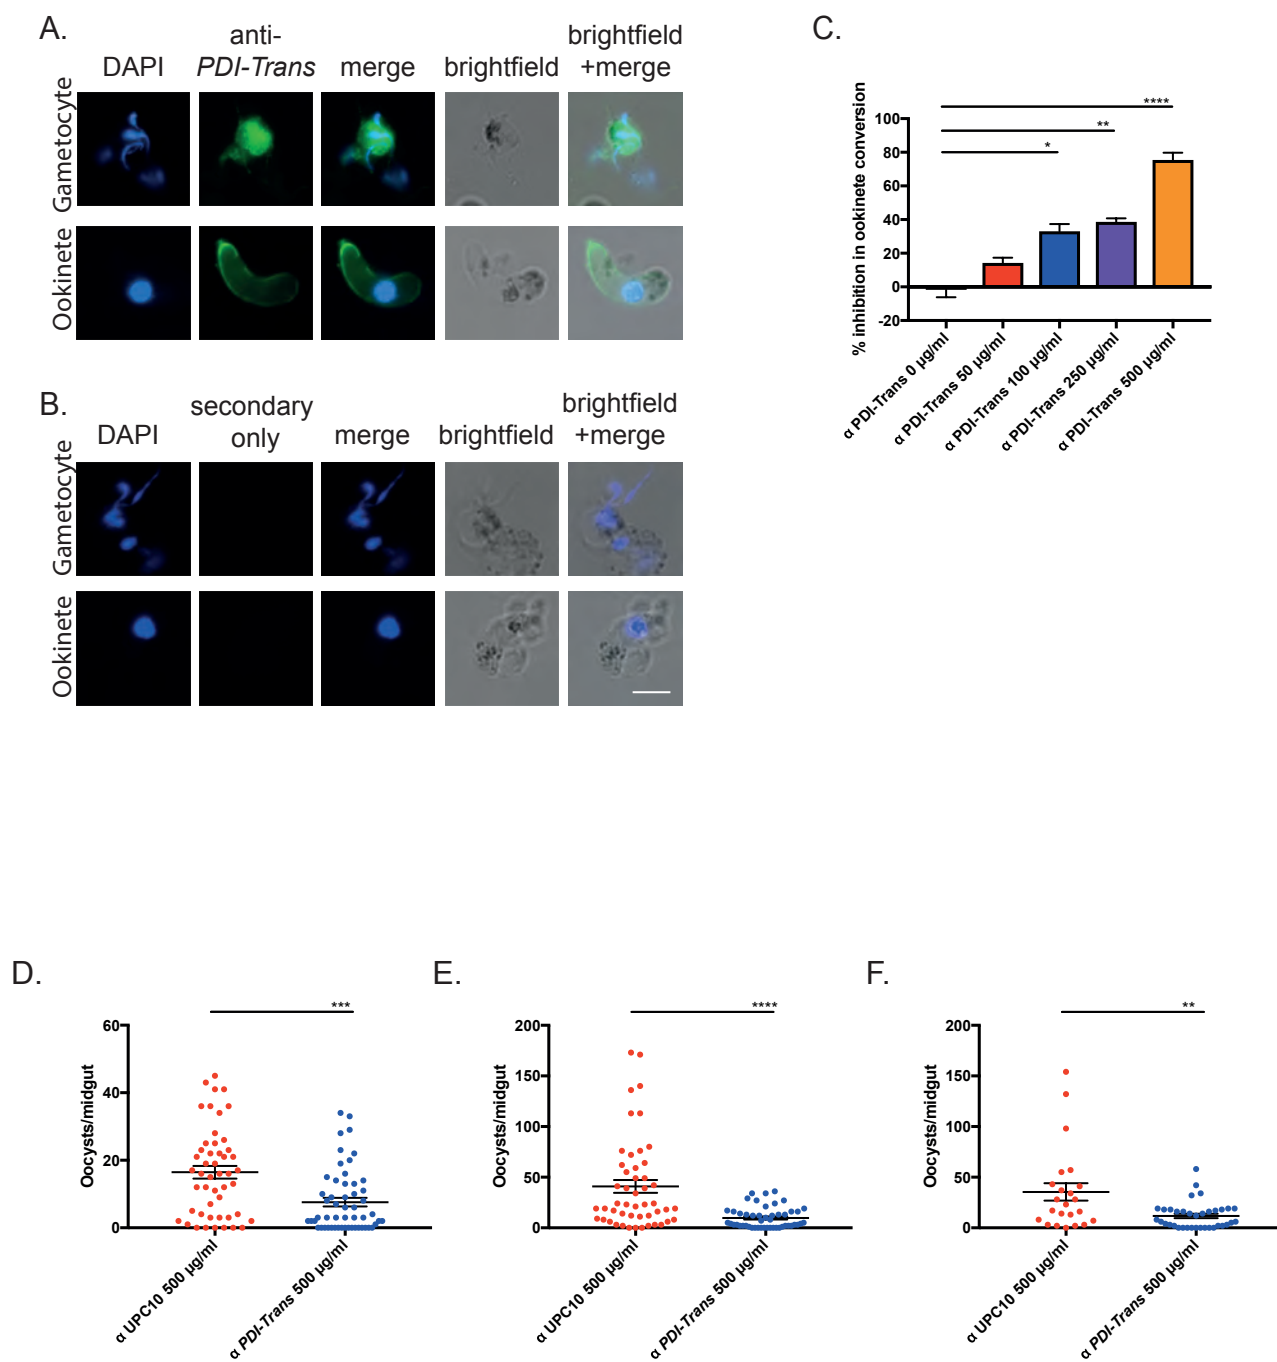 A.
DAPI
anti-
PDI-Trans
merge
brightfield
brightfield
+merge
Gametocyte
Ookinete
B.
DAPI
secondary
only
merge
brightfield
brightfield
+merge
Gametocyte
Ookinete
C.
% inhibition in ookinete conversion
100
80
60
40
20
0
-20
****
**
*
α PDI-Trans 0 µg/ml
α PDI-Trans 50 µg/ml
α PDI-Trans 100 µg/ml
α PDI-Trans 250 µg/ml
α PDI-Trans 500 µg/ml
D.
Oocysts/midgut
60
40
20
0
***
α UPC10 500 µg/ml
α PDI-Trans 500 µg/ml
E.
Oocysts/midgut
200
150
100
50
0
****
α UPC10 500 µg/ml
α PDI-Trans 500 µg/ml
F.
Oocysts/midgut
200
150
100
50
0
**
α UPC10 500 µg/ml
α PDI-Trans 500 µg/ml